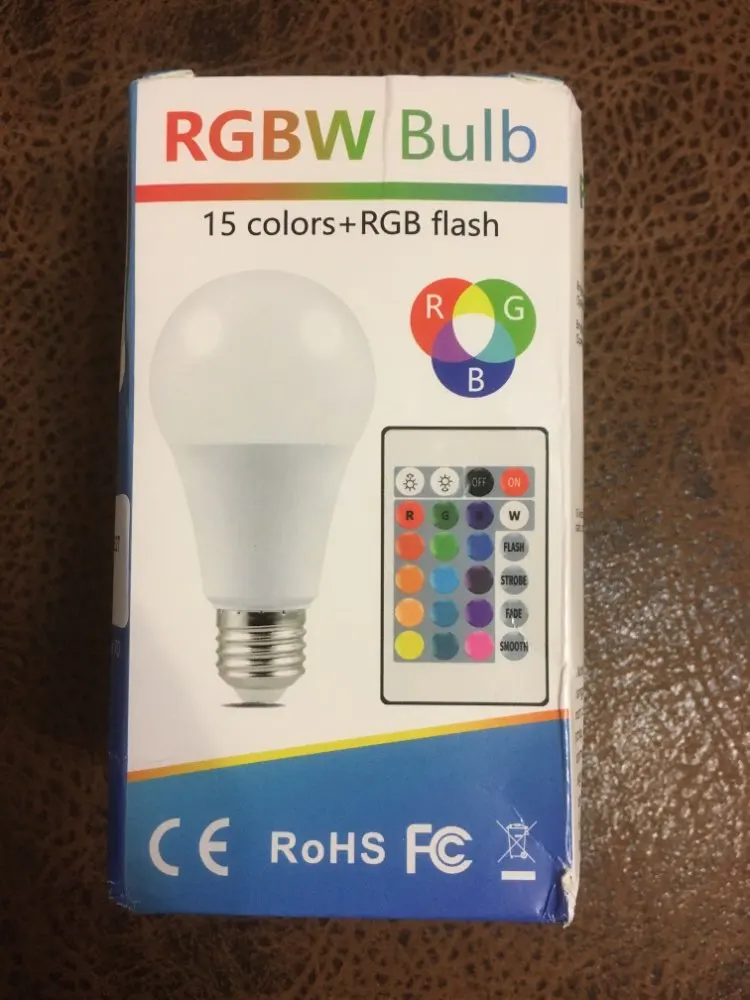 RGBW Bulb
15 colors+RGB flash
R G
B
OFF ON
R G B W
FLASH
STROBE
FADE
SMOOTH
CE RoHS FC